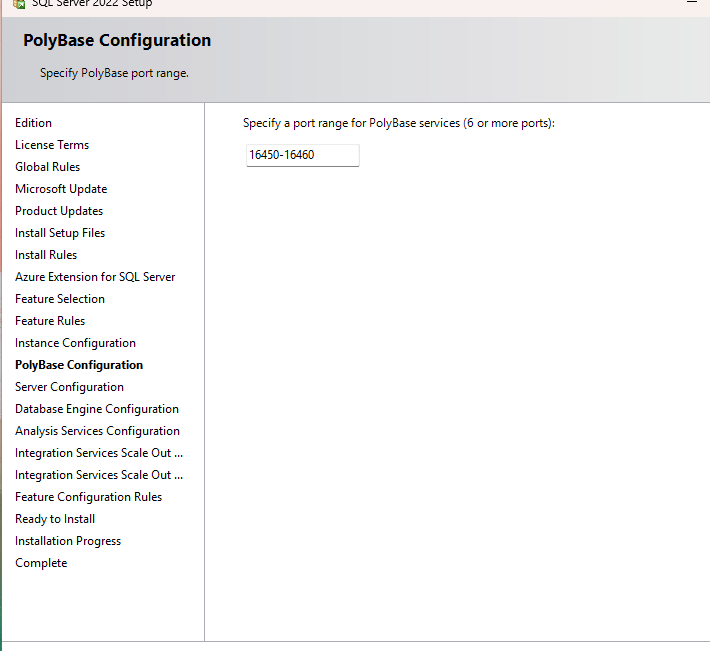 SQL Server 2022 Setup
PolyBase Configuration
Specify PolyBase port range.
Edition
License Terms
Global Rules
Microsoft Update
Product Updates
Install Setup Files
Install Rules
Azure Extension for SQL Server
Feature Selection
Feature Rules
Instance Configuration
PolyBase Configuration
Server Configuration
Database Engine Configuration
Analysis Services Configuration
Integration Services Scale Out ...
Integration Services Scale Out ...
Feature Configuration Rules
Ready to Install
Installation Progress
Complete
Specify a port range for PolyBase services (6 or more ports):
16450-16460